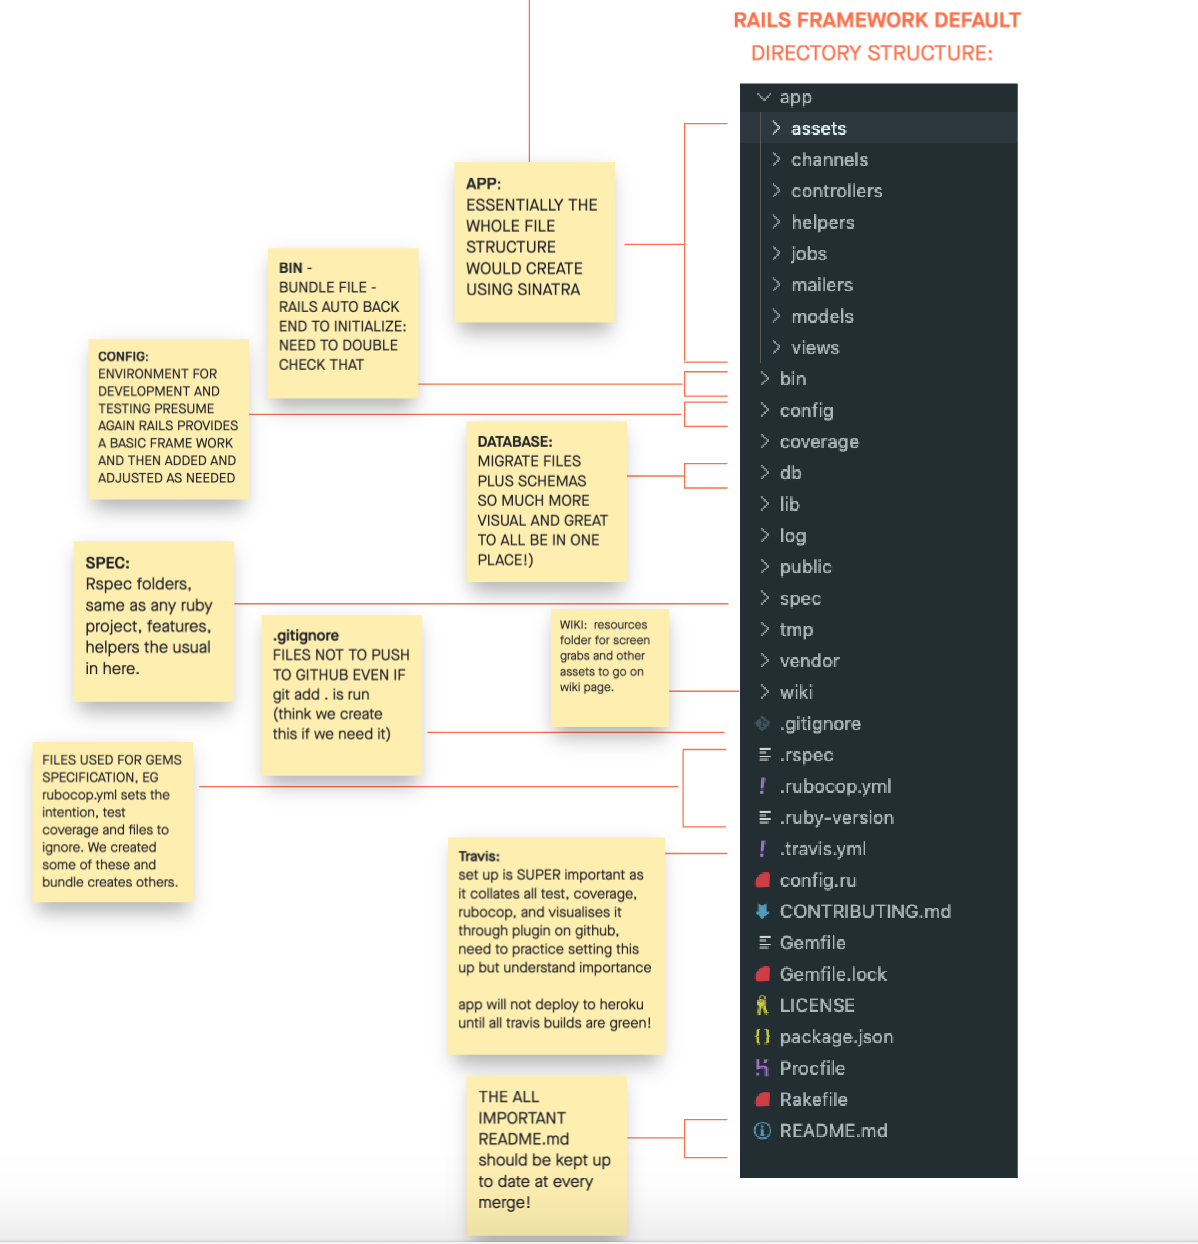 RAILS FRAMEWORK DEFAULT
DIRECTORY STRUCTURE:
APP:
ESSENTIALLY THE
WHOLE FILE
STRUCTURE
WOULD CREATE
USING SINATRA
BIN -
BUNDLE FILE -
RAILS AUTO BACK
END TO INITIALIZE:
NEED TO DOUBLE
CHECK THAT
CONFIG:
ENVIRONMENT FOR
DEVELOPMENT AND
TESTING PRESUME
AGAIN RAILS PROVIDES
A BASIC FRAME WORK
AND THEN ADDED AND
ADJUSTED AS NEEDED
DATABASE:
MIGRATE FILES
PLUS SCHEMAS
SO MUCH MORE
VISUAL AND GREAT
TO ALL BE IN ONE
PLACE!)
SPEC:
Rspec folders,
same as any ruby
project, features,
helpers the usual
in here.
.gitignore
FILES NOT TO PUSH
TO GITHUB EVEN IF
git add . is run
(think we create
this if we need it)
WIKI: resources
folder for screen
grabs and other
assets to go on
wiki page.
FILES USED FOR GEMS
SPECIFICATION, EG
rubocop.yml sets the
intention, test
coverage and files to
ignore. We created
some of these and
bundle creates others.
Travis:
set up is SUPER important as
it collates all test, coverage,
rubocop, and visualises it
through plugin on github,
need to practice setting this
up but understand importance
app will not deploy to heroku
until all travis builds are green!
THE ALL
IMPORTANT
README.md
should be kept up
to date at every
merge!
app
assets
channels
controllers
helpers
jobs
mailers
models
views
bin
config
coverage
db
lib
log
public
spec
tmp
vendor
wiki
.gitignore
.rspec
.rubocop.yml
.ruby-version
.travis.yml
config.ru
CONTRIBUTING.md
Gemfile
Gemfile.lock
LICENSE
package.json
Procfile
Rakefile
README.md